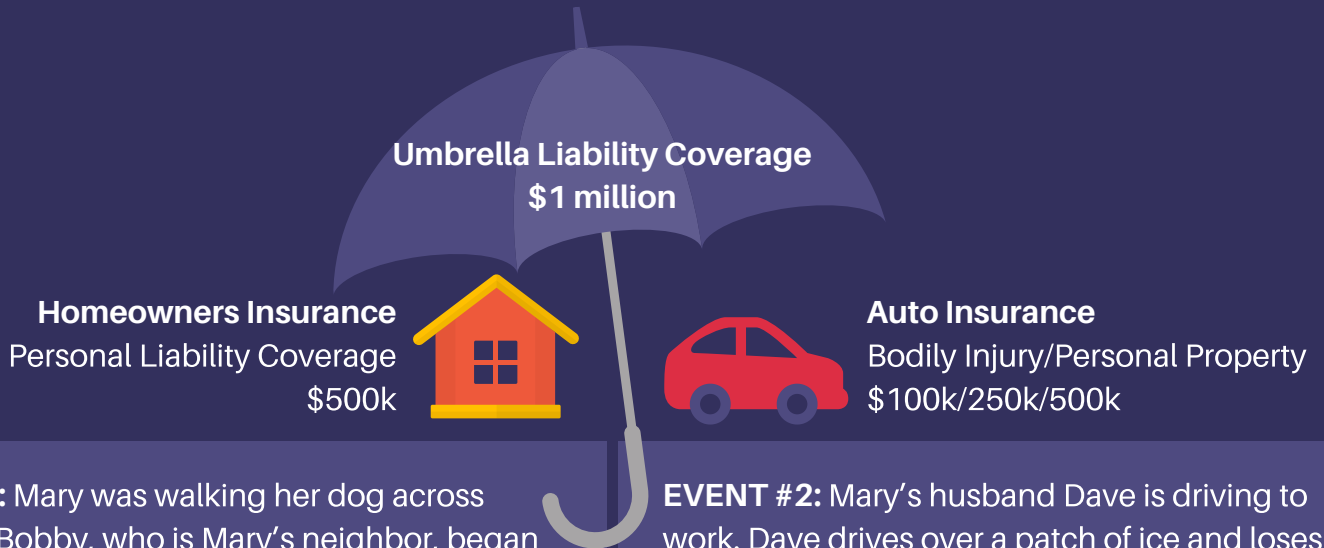 Umbrella Liability Coverage
$1 million
Homeowners Insurance
Personal Liability Coverage
$500k
Auto Insurance
Bodily Injury/Personal Property
$100k/250k/500k
: Mary was walking her dog across
Bobby, who is Mary’s neighbor, began
EVENT #2: Mary’s husband Dave is driving to
work. Dave drives over a patch of ice and loses